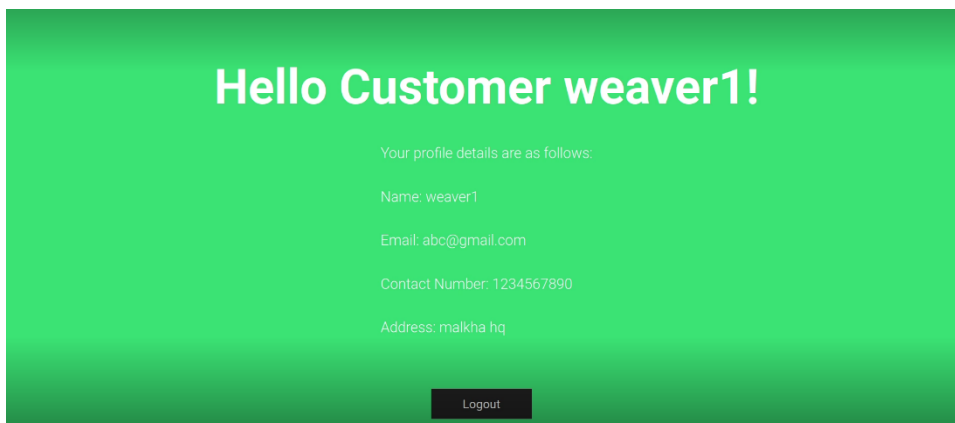 Hello Customer weaver1!
Your profile details are as follows:
Name: weaver1
Email: abc@gmail.com
Contact Number: 1234567890
Address: malkha hq
Logout